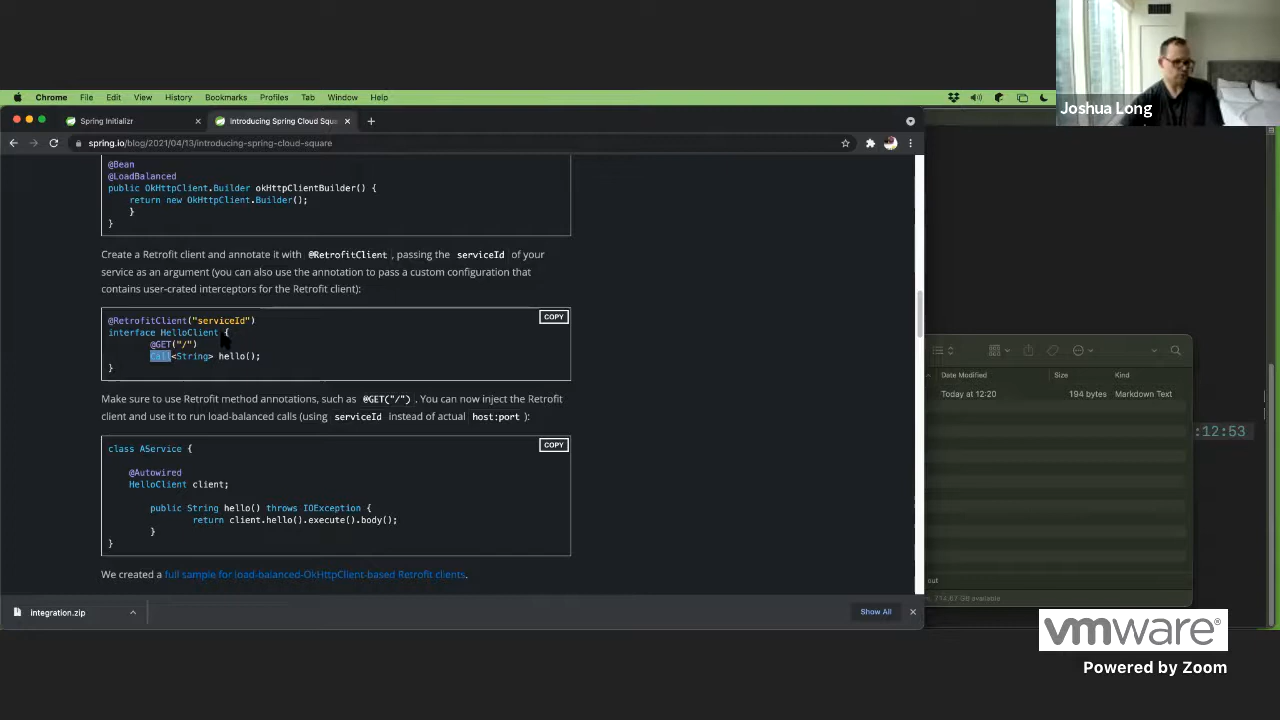 Joshua Long
Chrome File Edit View History Bookmarks Profiles Tab Window Help
Spring Initializr
Introducing Spring Cloud Squa
spring.io/blog/2021/04/13/introducing-spring-cloud-square
@Bean
@LoadBalanced
public OkHttpClient.Builder okHttpClientBuilder() {
return new OkHttpClient.Builder();
}
}
Create a Retrofit client and annotate it with @RetrofitClient , passing the serviceId of your
service as an argument (you can also use the annotation to pass a custom configuration that
contains user-crated interceptors for the Retrofit client):
COPY
@RetrofitClient("serviceId")
interface HelloClient {
@GET("/")
Call<String> hello();
}
Make sure to use Retrofit method annotations, such as @GET("/") . You can now inject the Retrofit
client and use it to run load-balanced calls (using serviceId instead of actual host:port ):
COPY
class AService {
@Autowired
HelloClient client;
public String hello() throws IOException {
return client.hello().execute().body();
}
}
We created a full sample for load-balanced-OkHttpClient-based Retrofit clients.
integration.zip
Show All
Date Modified Size Kind
Today at 12:20 194 bytes Markdown Text
:12:53
out
714.67 GB available
vmware®
Powered by Zoom